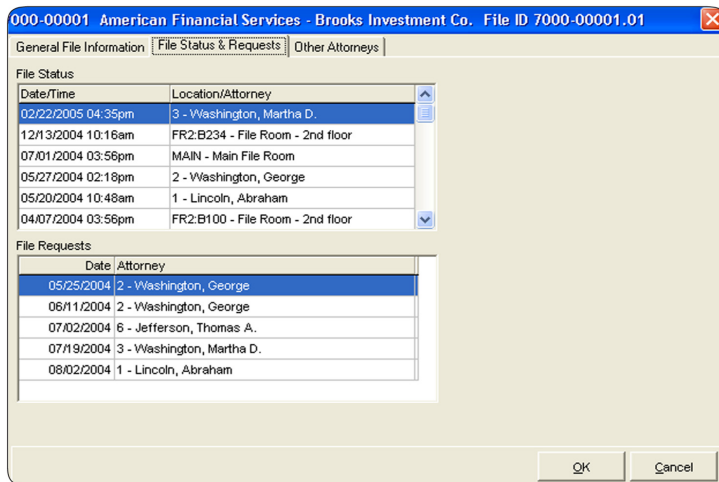 000-00001 American Financial Services - Brooks Investment Co. File ID 7000-00001.01
General File Information File Status & Requests Other Attorneys
File Status
Date/Time Location/Attorney
02/22/2005 04:35pm 3 - Washington, Martha D.
12/13/2004 10:16am FR2:B234 - File Room - 2nd floor
07/01/2004 03:56pm MAIN - Main File Room
05/27/2004 02:18pm 2 - Washington, George
05/20/2004 10:48am 1 - Lincoln, Abraham
04/07/2004 03:56pm FR2:B100 - File Room - 2nd floor
File Requests
Date Attorney
05/25/2004 2 - Washington, George
06/11/2004 2 - Washington, George
07/02/2004 6 - Jefferson, Thomas A.
07/19/2004 3 - Washington, Martha D.
08/02/2004 1 - Lincoln, Abraham
OK Cancel